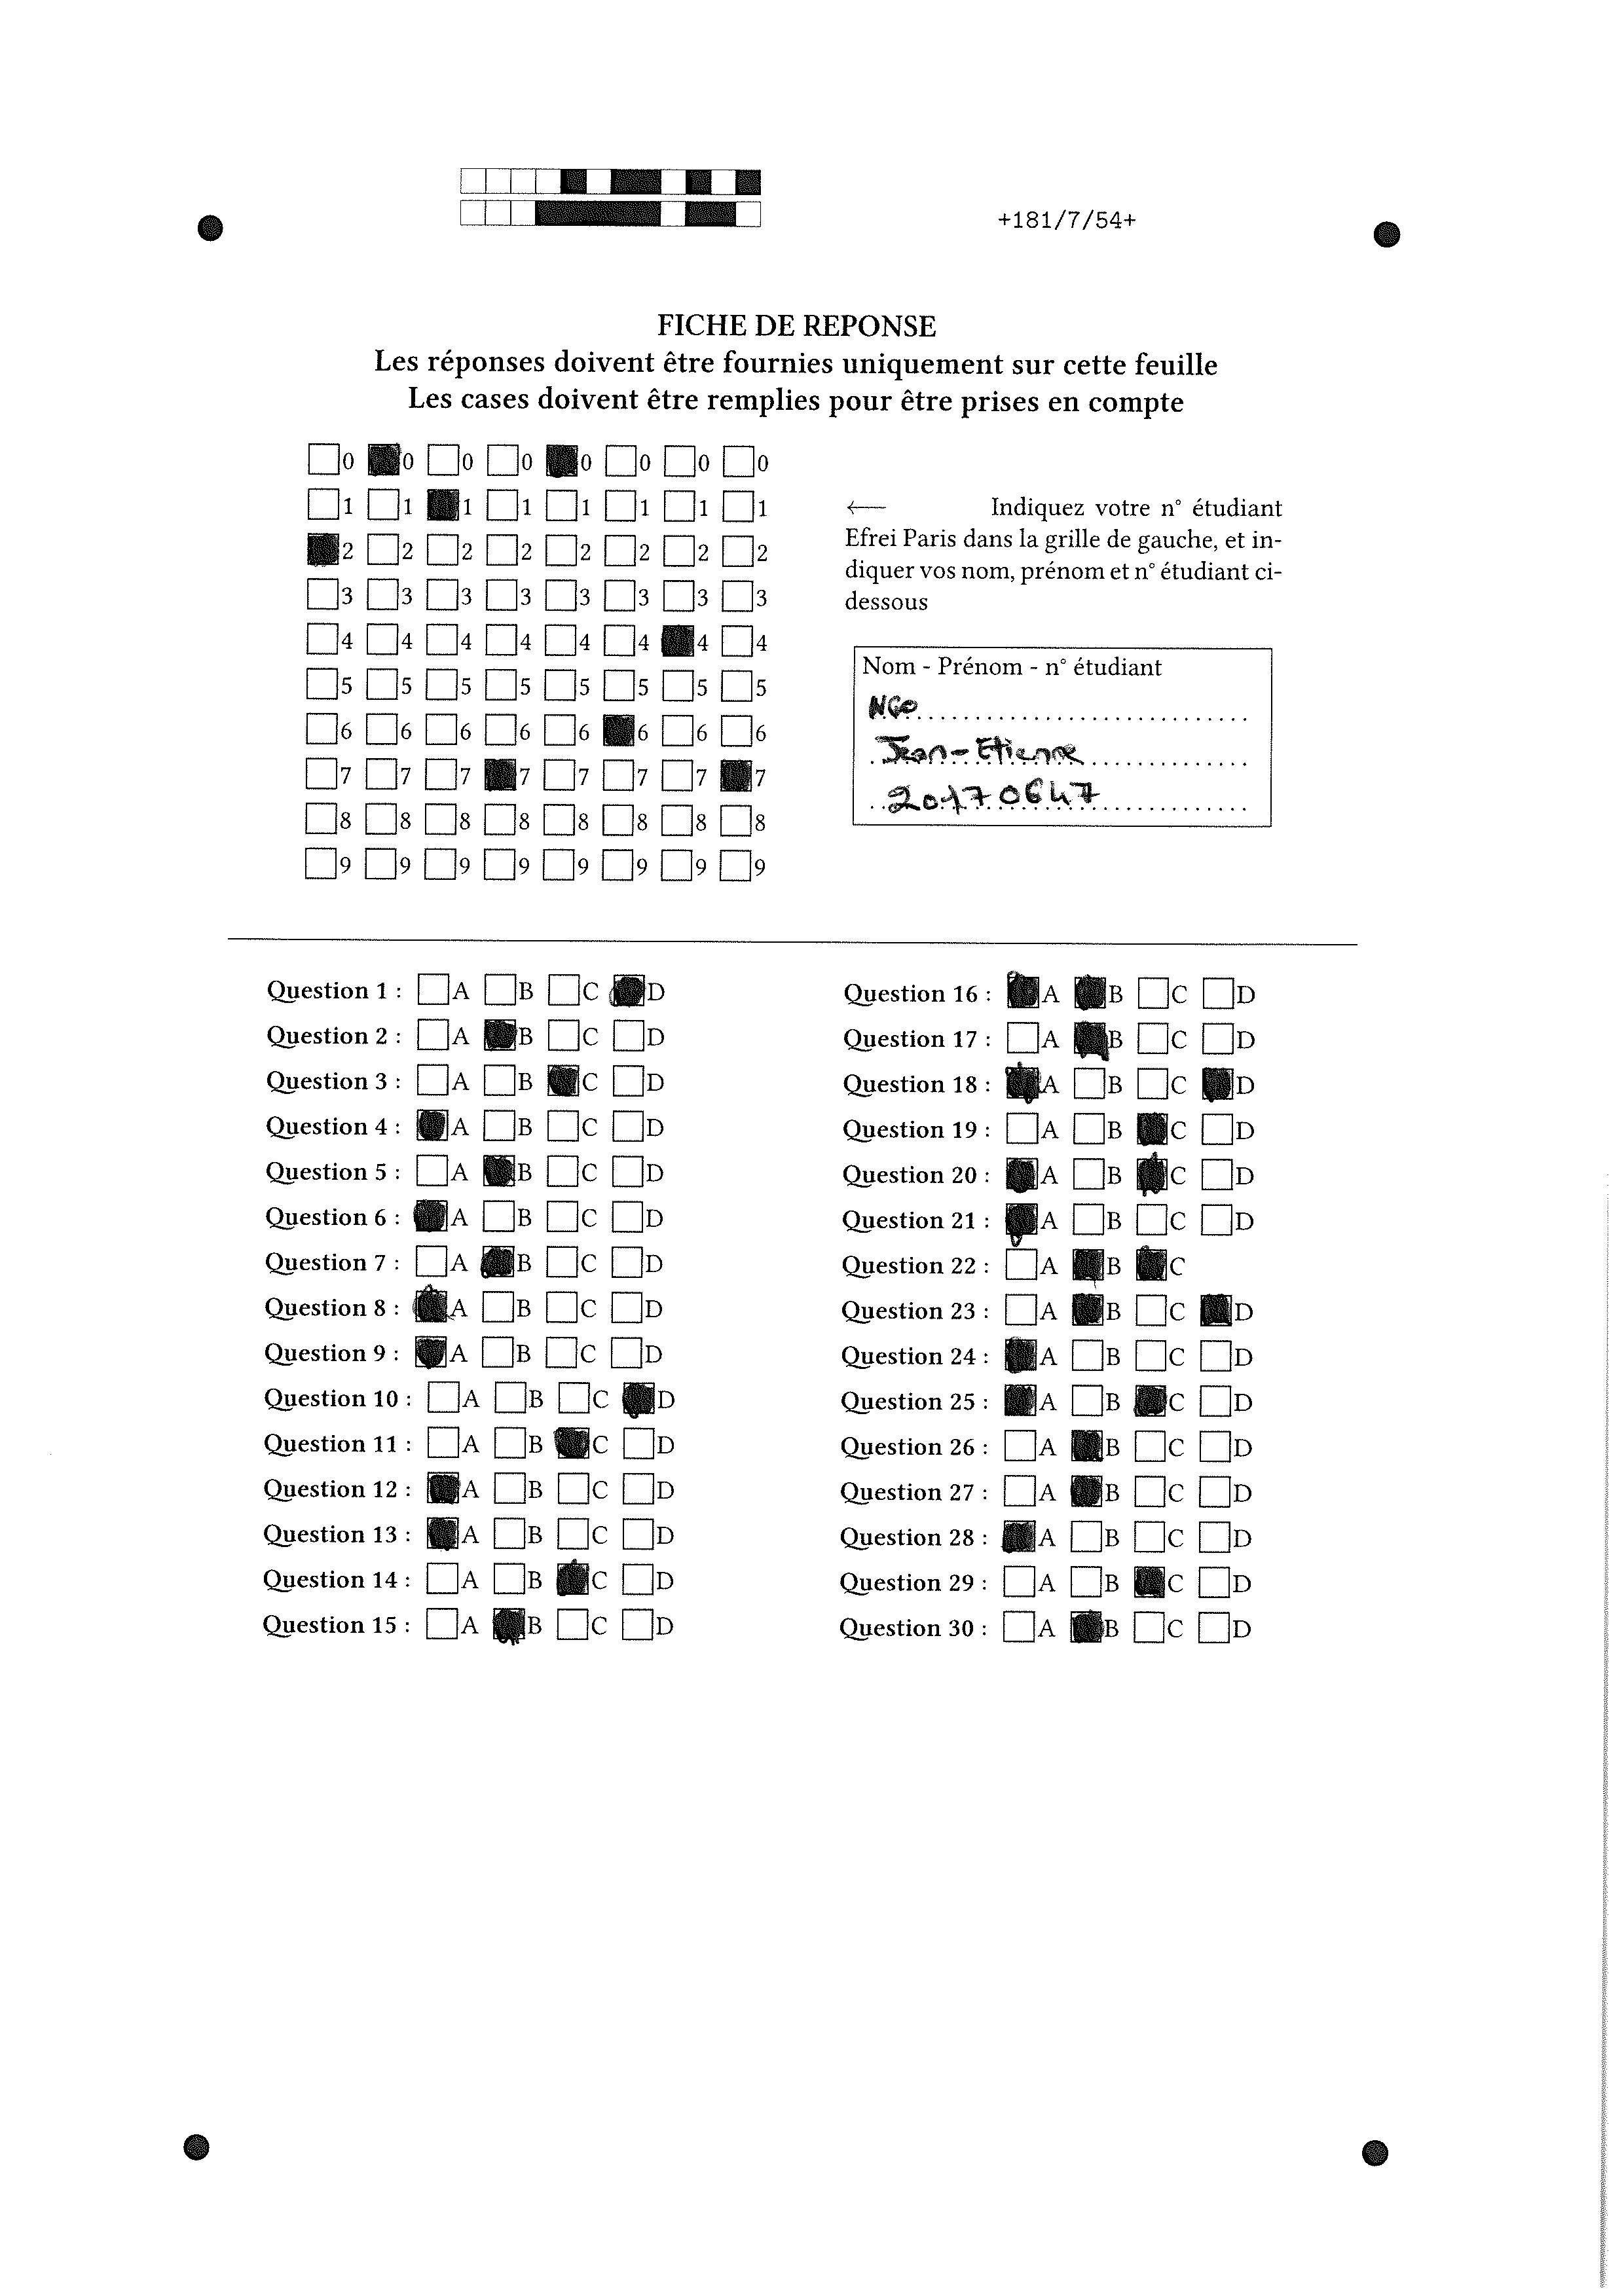 +181/7/54+
FICHE DE REPONSE
Les réponses doivent être fournies uniquement sur cette feuille
Les cases doivent être remplies pour être prises en compte
0 0 0 0 0 0 0 0
1 1 1 1 1 1 1 1
2 2 2 2 2 2 2 2
3 3 3 3 3 3 3 3
4 4 4 4 4 4 4 4
5 5 5 5 5 5 5 5
6 6 6 6 6 6 6 6
7 7 7 7 7 7 7 7
8 8 8 8 8 8 8 8
9 9 9 9 9 9 9 9
← Indiquez votre n° étudiant
Efrei Paris dans la grille de gauche, et in-
diquer vos nom, prénom et n° étudiant ci-
dessous
Nom - Prénom - n° étudiant
NGO
Jean-Etienne
20170647
Question 1 : A B C D
Question 2 : A B C D
Question 3 : A B C D
Question 4 : A B C D
Question 5 : A B C D
Question 6 : A B C D
Question 7 : A B C D
Question 8 : A B C D
Question 9 : A B C D
Question 10 : A B C D
Question 11 : A B C D
Question 12 : A B C D
Question 13 : A B C D
Question 14 : A B C D
Question 15 : A B C D
Question 16 : A B C D
Question 17 : A B C D
Question 18 : A B C D
Question 19 : A B C D
Question 20 : A B C D
Question 21 : A B C D
Question 22 : A B C
Question 23 : A B C D
Question 24 : A B C D
Question 25 : A B C D
Question 26 : A B C D
Question 27 : A B C D
Question 28 : A B C D
Question 29 : A B C D
Question 30 : A B C D